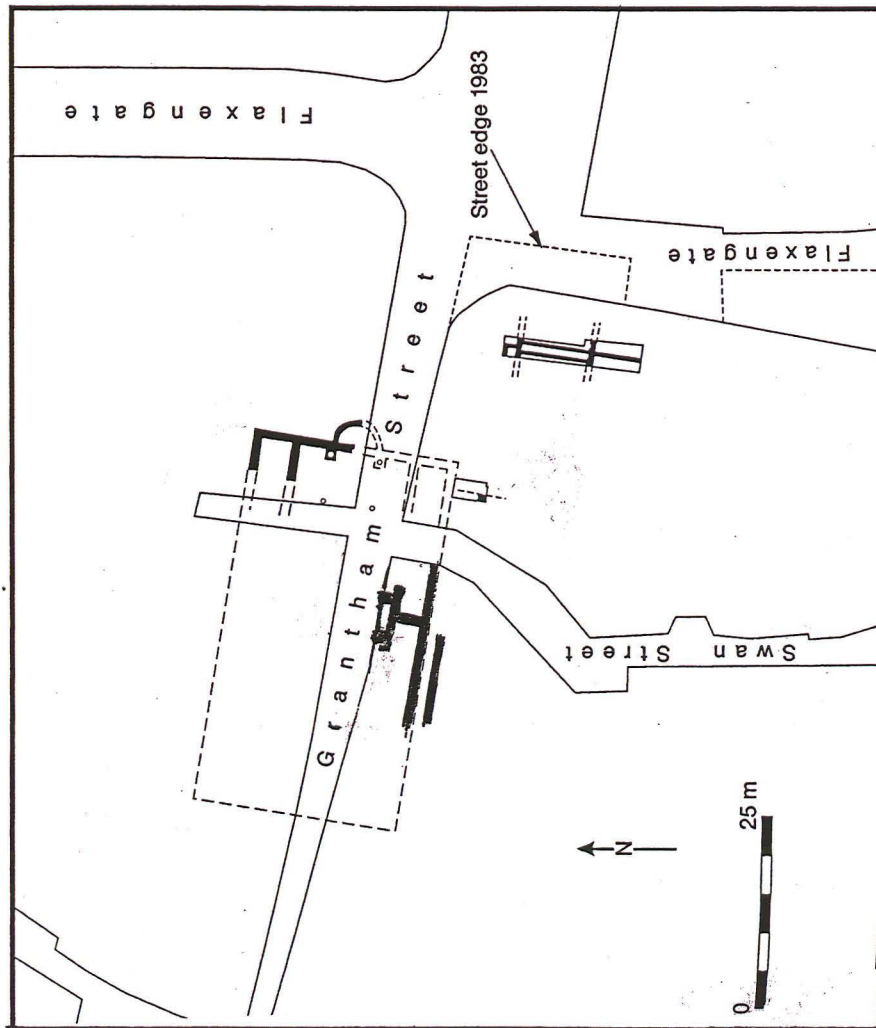 Flaxengate
Street edge 1983
Grantham Street
Flaxengate
Swan Street
N
0 25 m